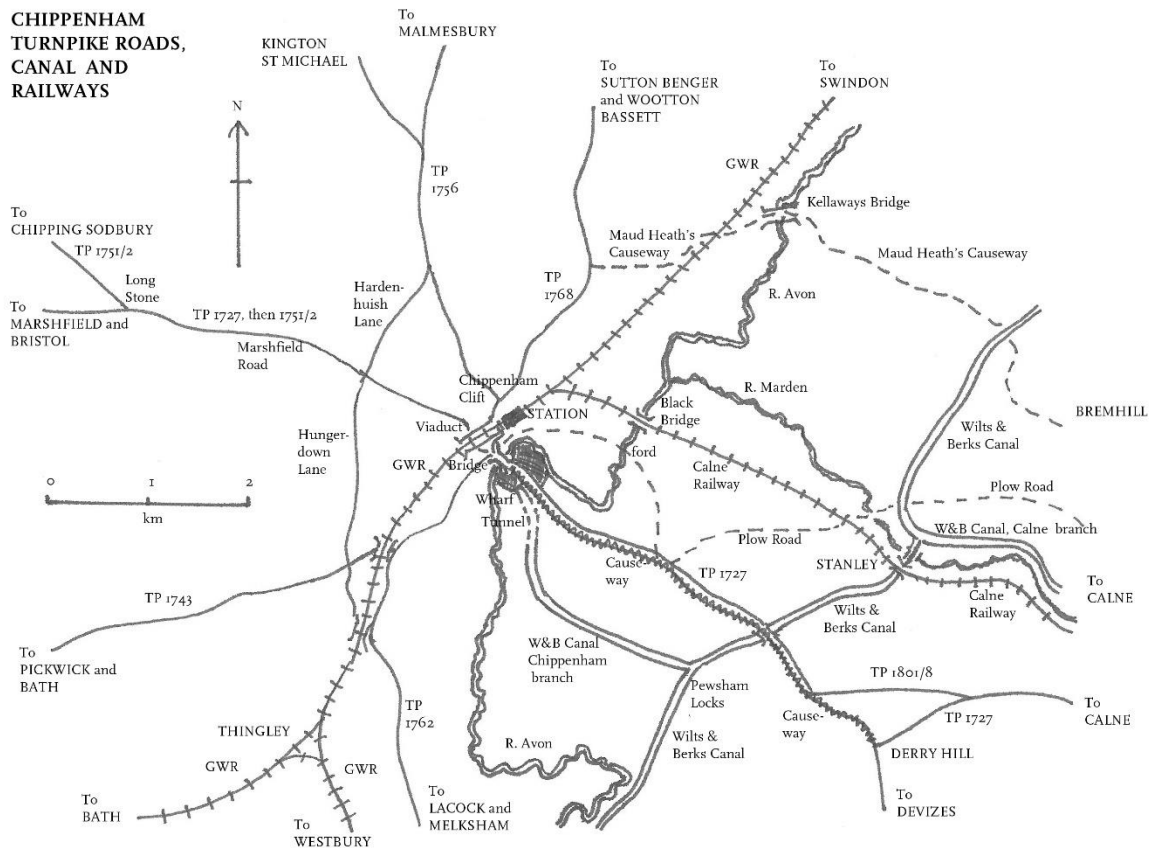 CHIPPENHAM
TURNPIKE ROADS,
CANAL AND
RAILWAYS
To
MALMESBURY
KINGTON
ST MICHAEL
To
SUTTON BENGER
and WOOTTON
BASSETT
To
SWINDON
N
GWR
TP
1756
Kellaways Bridge
To
CHIPPING SODBURY
TP 1751/2
Maud Heath's
Causeway
Maud Heath's Causeway
Long
Stone
Harden-
huish
Lane
TP
1768
R. Avon
To
MARSHFIELD and
BRISTOL
TP 1727, then 1751/2
Marshfield
Road
Chippenham
Clift
R. Marden
STATION
Black
Bridge
BREMHILL
Viaduct
Wilts &
Berks Canal
Hunger-
down
Lane
GWR
Bridge
ford
Calne
Railway
0
1
2
km
Wharf
Plow Road
Tunnel
W&B Canal, Calne branch
Plow Road
Cause-
way
TP 1727
STANLEY
To
CALNE
TP 1743
Calne
Railway
Wilts &
Berks Canal
W&B Canal
Chippenham
branch
To
PICKWICK and
BATH
TP 1801/8
Pewsham
Locks
TP
1762
To
CALNE
THINGLEY
Cause-
way
TP 1727
Wilts &
Berks Canal
R. Avon
DERRY HILL
GWR
GWR
To
BATH
To
LACOCK and
MELKSHAM
To
DEVIZES
To
WESTBURY